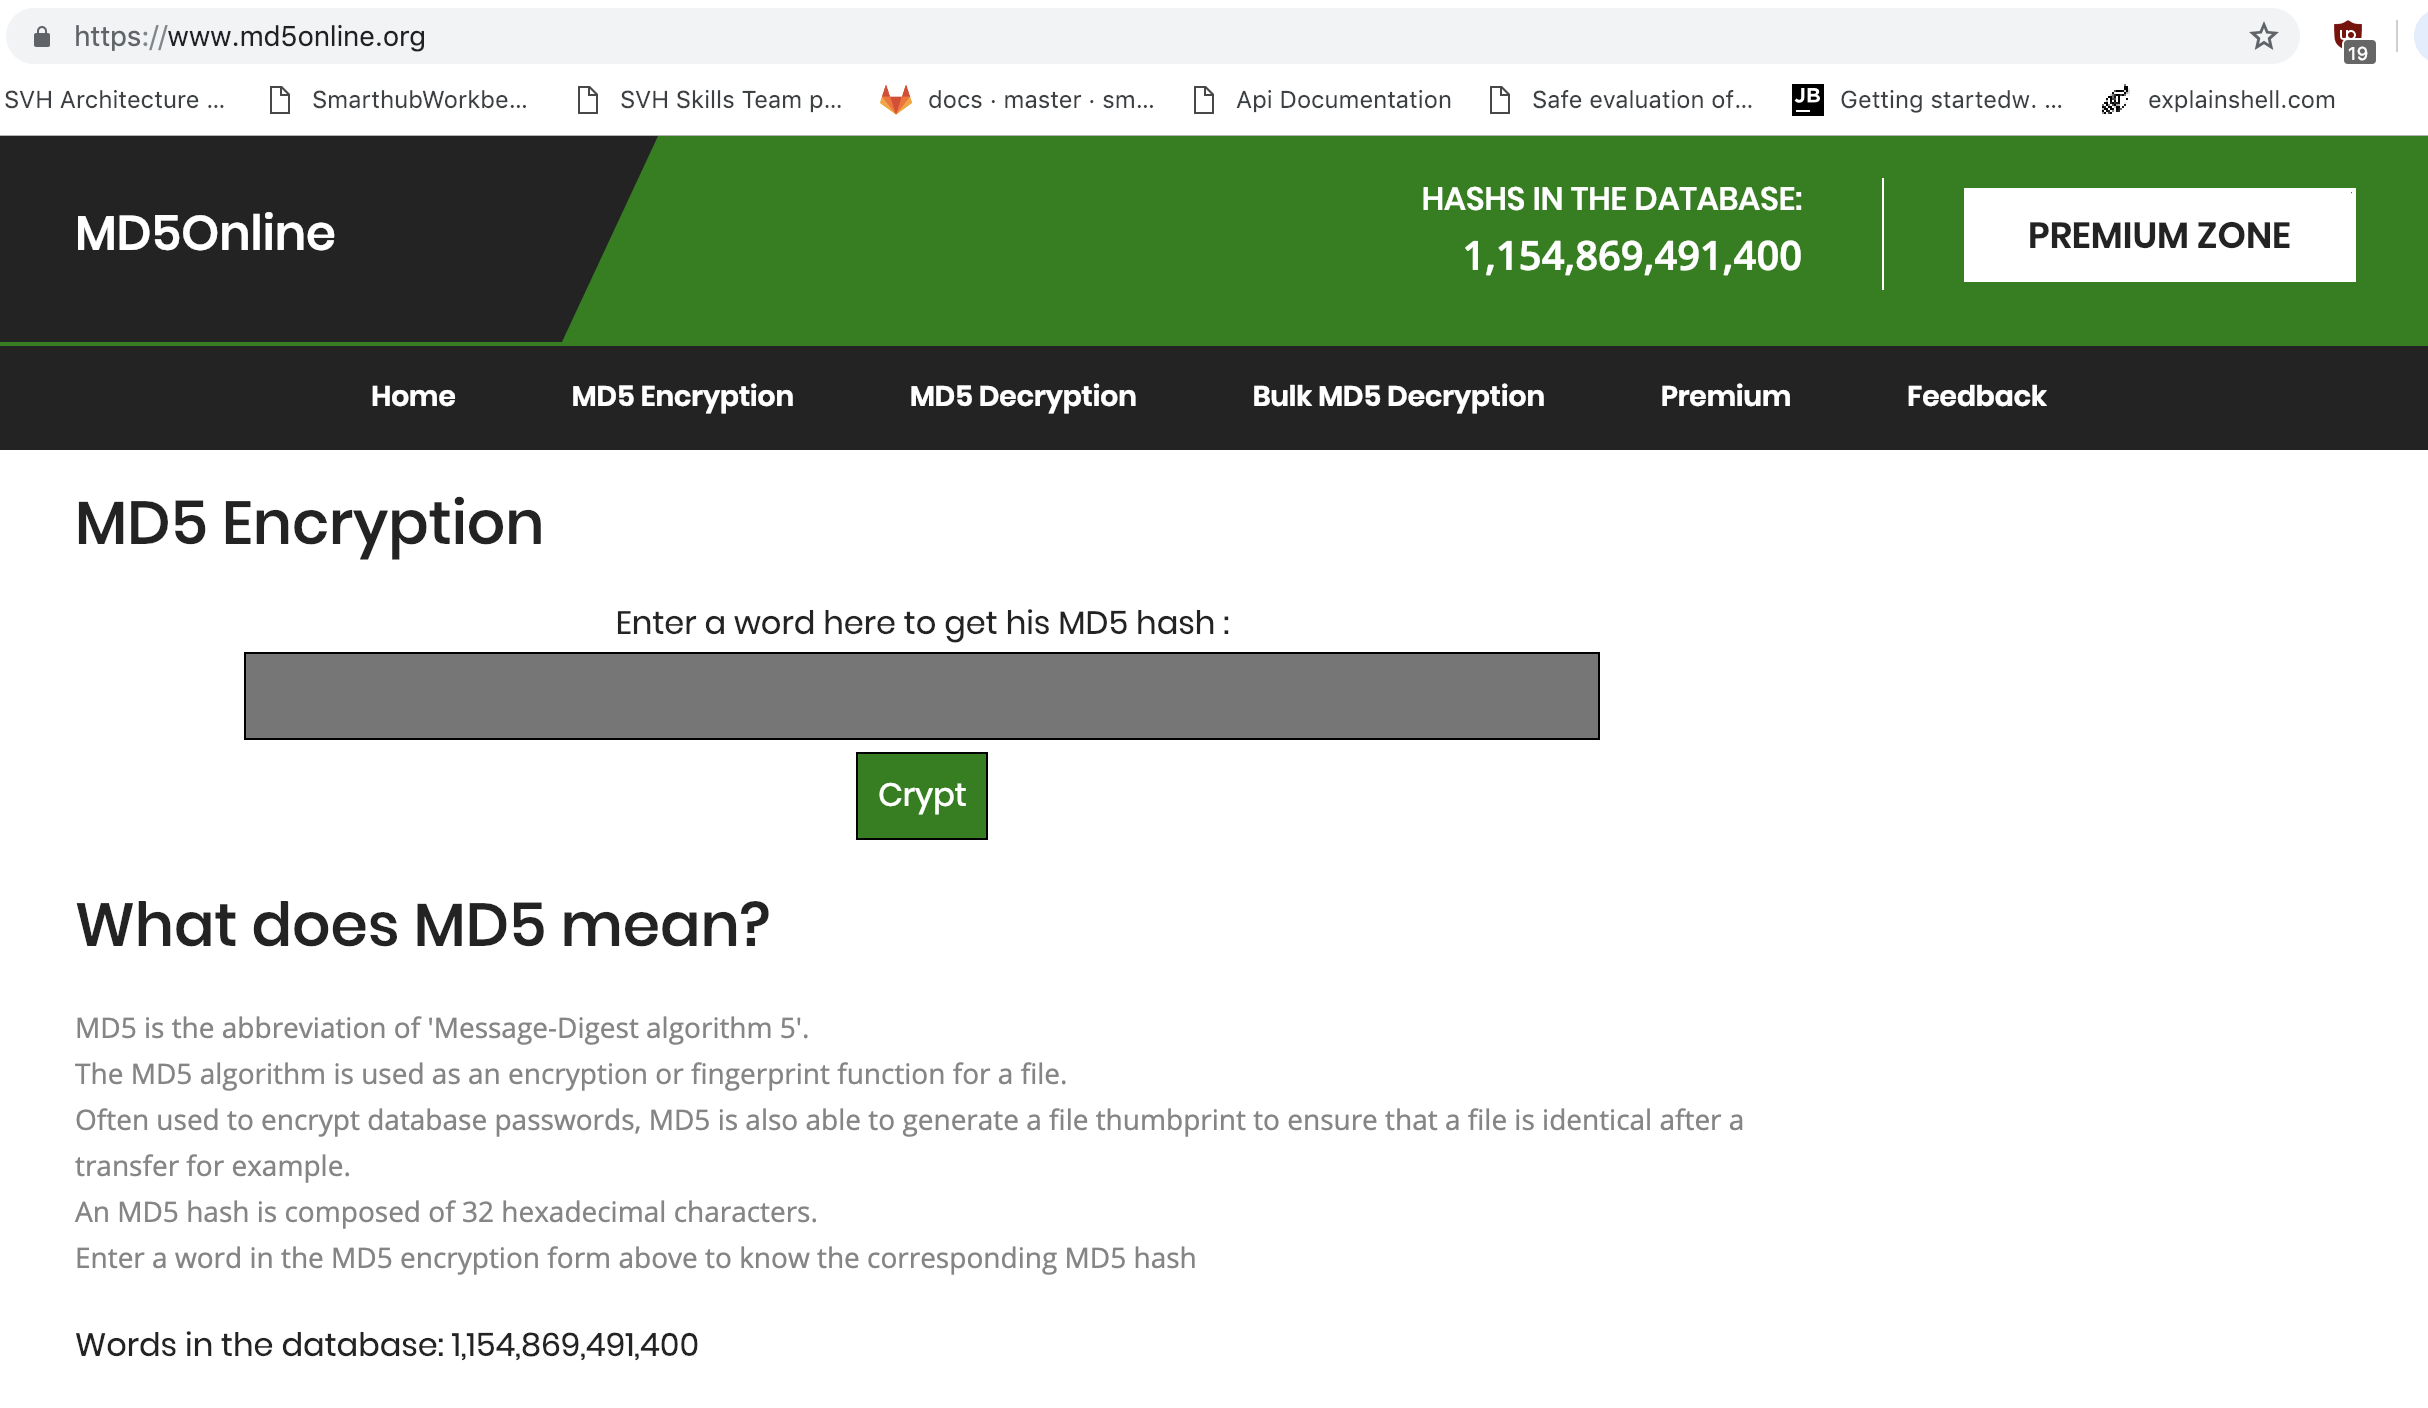 https://www.md5online.org
19
SVH Architecture ...
SmarthubWorkbe...
SVH Skills Team p...
docs · master · sm...
Api Documentation
Safe evaluation of...
JB
Getting startedw. ...
explainshell.com
MD5Online
HASHS IN THE DATABASE:
1,154,869,491,400
PREMIUM ZONE
Home
MD5 Encryption
MD5 Decryption
Bulk MD5 Decryption
Premium
Feedback
MD5 Encryption
Enter a word here to get his MD5 hash :
Crypt
What does MD5 mean?
MD5 is the abbreviation of 'Message-Digest algorithm 5'.
The MD5 algorithm is used as an encryption or fingerprint function for a file.
Often used to encrypt database passwords, MD5 is also able to generate a file thumbprint to ensure that a file is identical after a
transfer for example.
An MD5 hash is composed of 32 hexadecimal characters.
Enter a word in the MD5 encryption form above to know the corresponding MD5 hash
Words in the database: 1,154,869,491,400